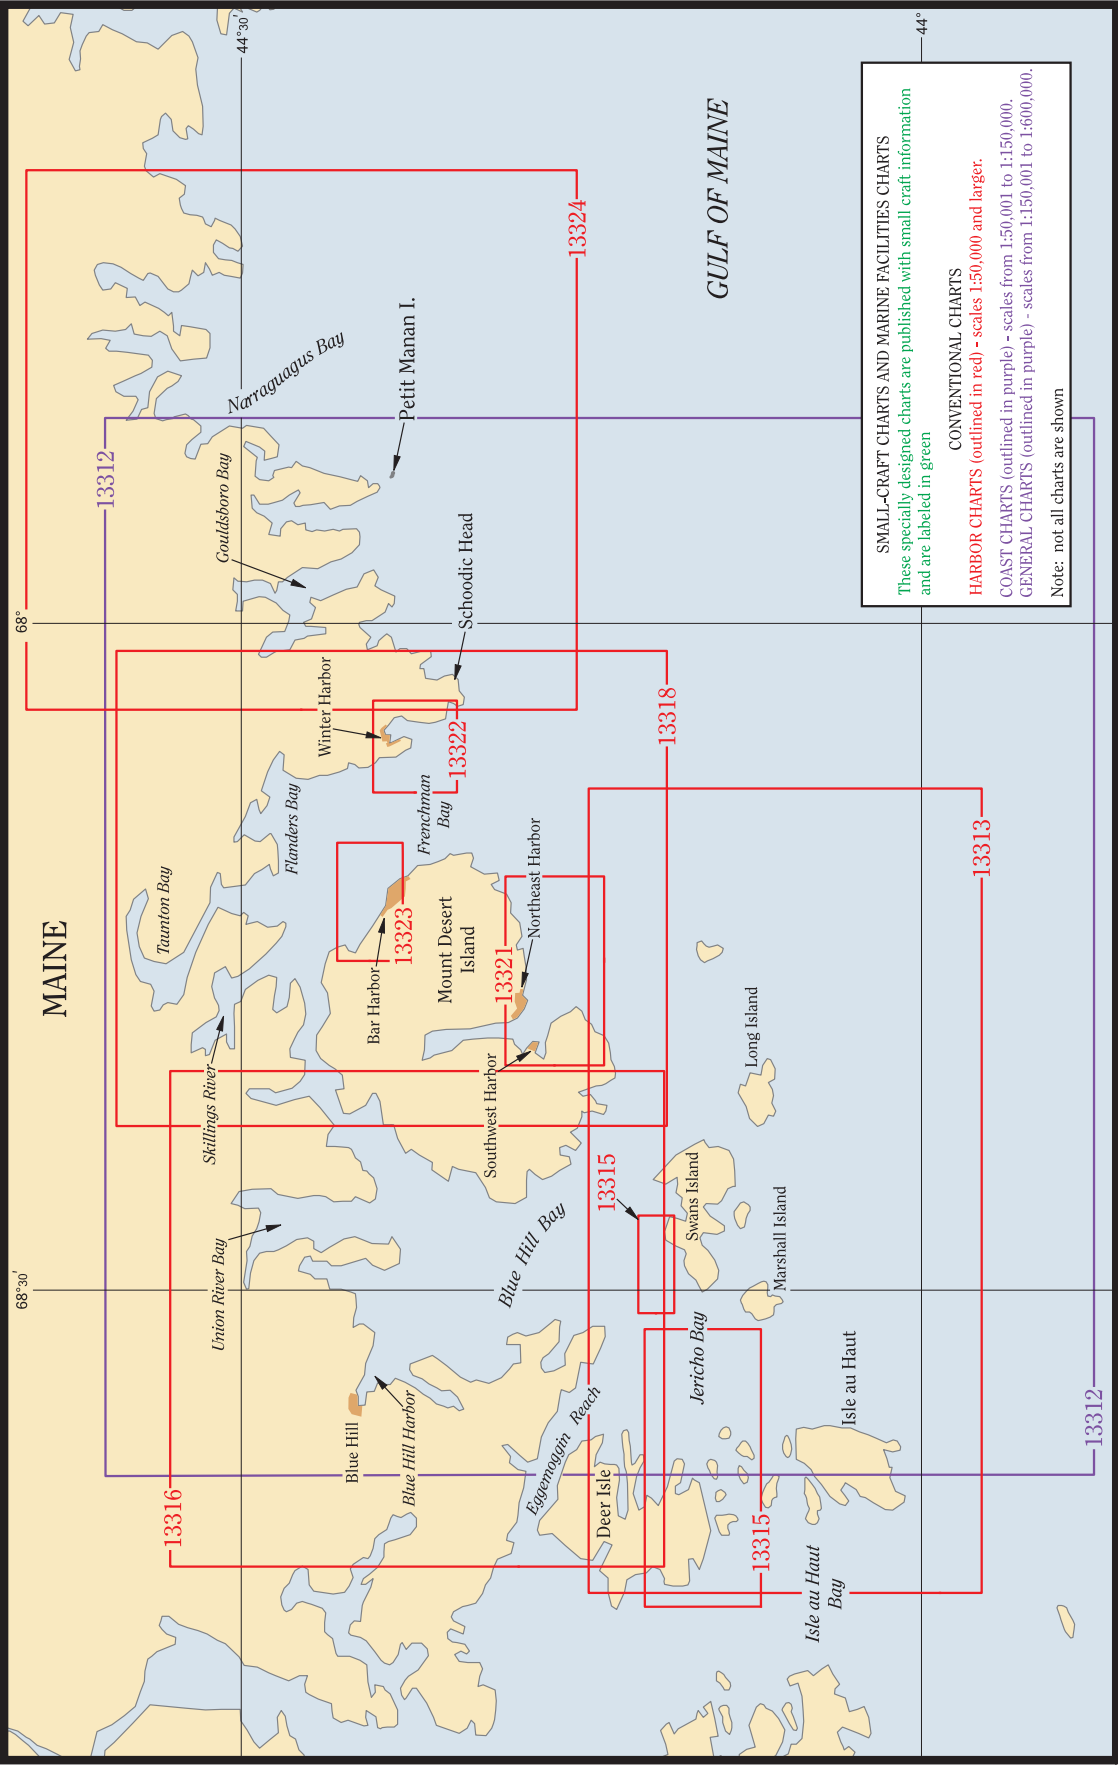 MAINE
GULF OF MAINE
68°30′
68°
44°30′
44°
13312
13316
13324
13318
13322
13323
13321
13315
13315
13313
13312
Taunton Bay
Skillings River
Union River Bay
Flanders Bay
Gouldsboro Bay
Narraguagus Bay
Petit Manan I.
Winter Harbor
Schoodic Head
Frenchman
Bay
Bar Harbor
Mount Desert
Island
Northeast Harbor
Southwest Harbor
Blue Hill
Blue Hill Harbor
Blue Hill Bay
Eggemoggin Reach
Deer Isle
Jericho Bay
Swans Island
Long Island
Marshall Island
Isle au Haut
Isle au Haut
Bay
SMALL-CRAFT CHARTS AND MARINE FACILITIES CHARTS
These specially designed charts are published with small craft information
and are labeled in green
CONVENTIONAL CHARTS
HARBOR CHARTS (outlined in red) - scales 1:50,000 and larger.
COAST CHARTS (outlined in purple) - scales from 1:50,001 to 1:150,000.
GENERAL CHARTS (outlined in purple) - scales from 1:150,001 to 1:600,000.
Note: not all charts are shown